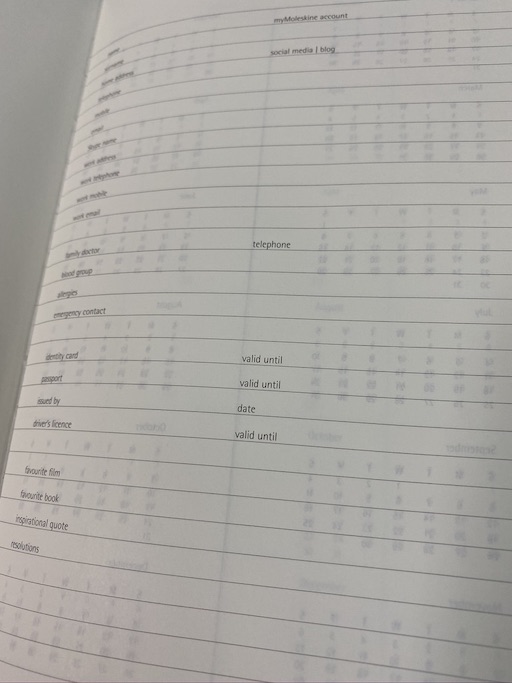 myMoleskine account
name
surname
social media | blog
home address
telephone
mobile
email
Skype name
work address
work telephone
work mobile
work email
family doctor telephone
blood group
allergies
emergency contact
identity card valid until
passport valid until
issued by date
driver's licence valid until
favourite film
favourite book
inspirational quote
resolutions